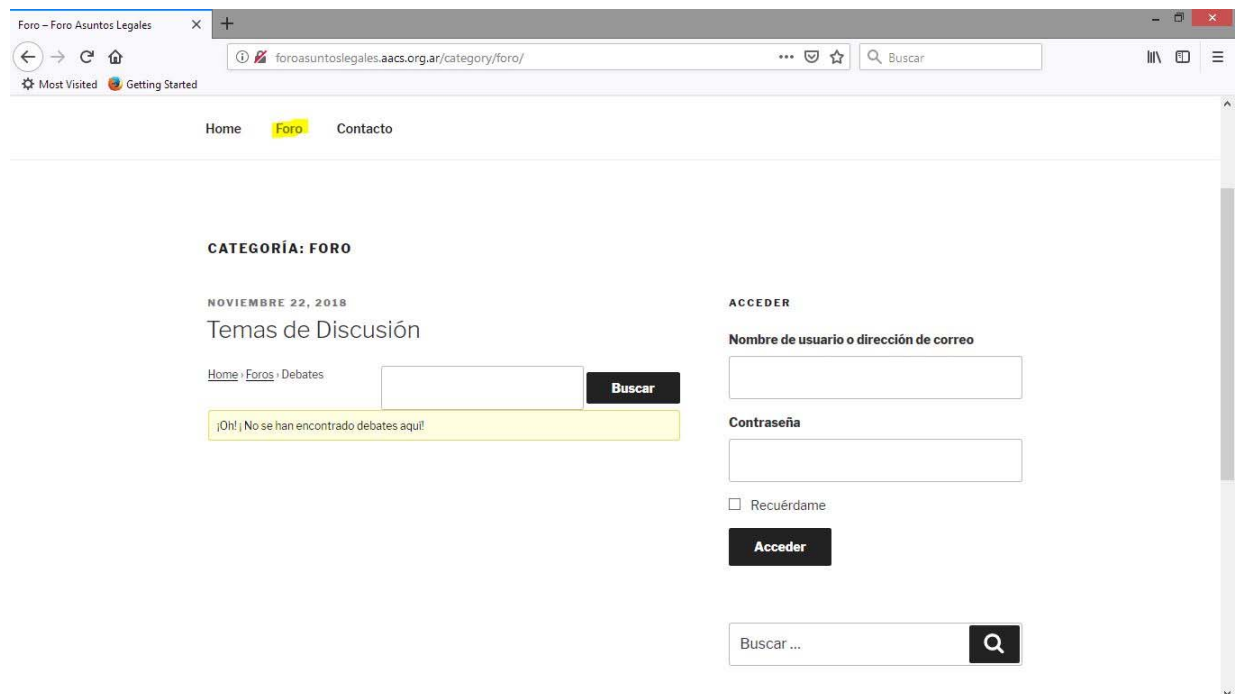 Foro – Foro Asuntos Legales
foroasuntoslegales.aacs.org.ar/category/foro/
Buscar
Most Visited Getting Started
Home Foro Contacto
CATEGORÍA: FORO
NOVIEMBRE 22, 2018
Temas de Discusión
Home › Foros › Debates
Buscar
¡Oh! ¡ No se han encontrado debates aquí!
ACCEDER
Nombre de usuario o dirección de correo
Contraseña
Recuérdame
Acceder
Buscar ...